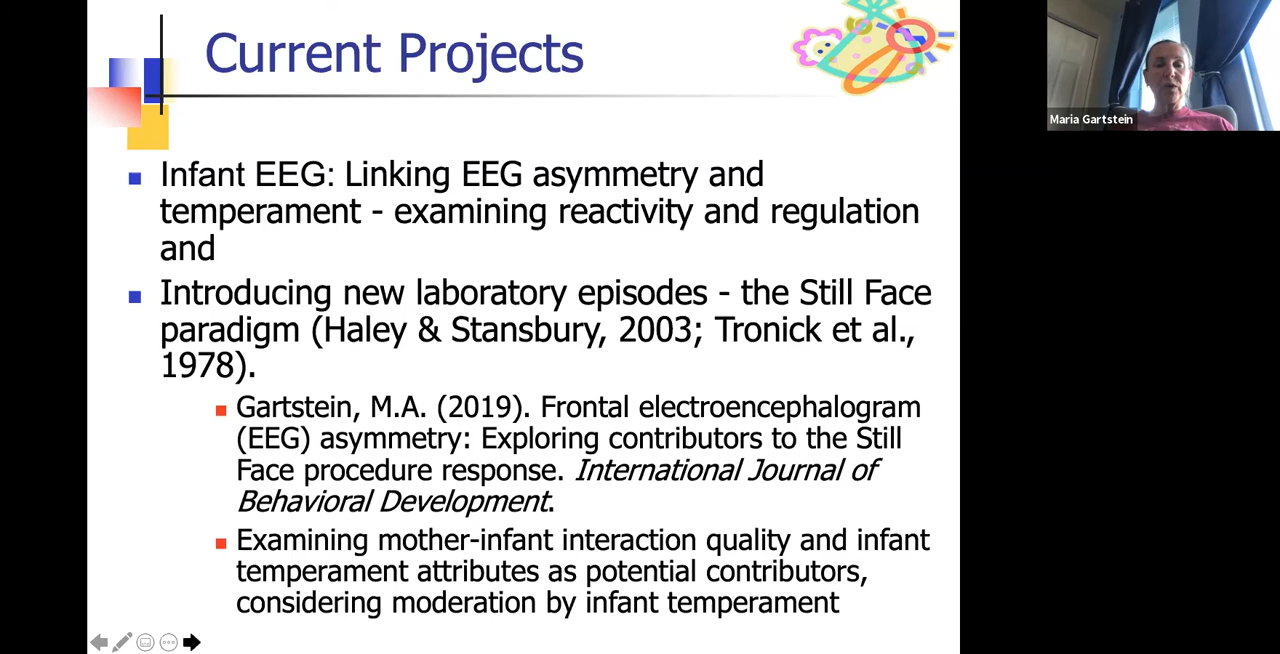 Current Projects
Maria Gartstein
Infant EEG: Linking EEG asymmetry and
temperament - examining reactivity and regulation
and
Introducing new laboratory episodes - the Still Face
paradigm (Haley & Stansbury, 2003; Tronick et al.,
1978).
Gartstein, M.A. (2019). Frontal electroencephalogram
(EEG) asymmetry: Exploring contributors to the Still
Face procedure response. International Journal of
Behavioral Development.
Examining mother-infant interaction quality and infant
temperament attributes as potential contributors,
considering moderation by infant temperament